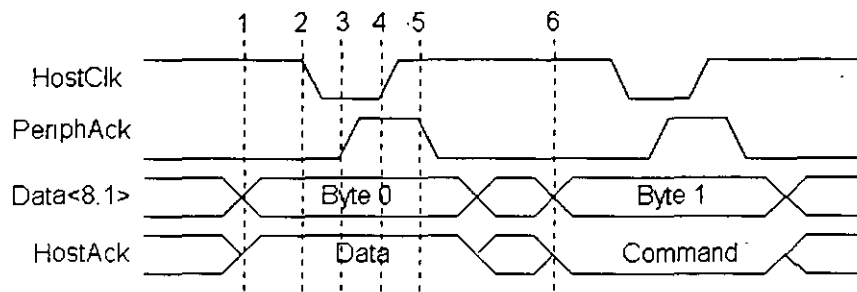 1 2 3 4 5 6
HostClk
PeriphAck
Data<8.1> Byte 0 Byte 1
HostAck Data Command